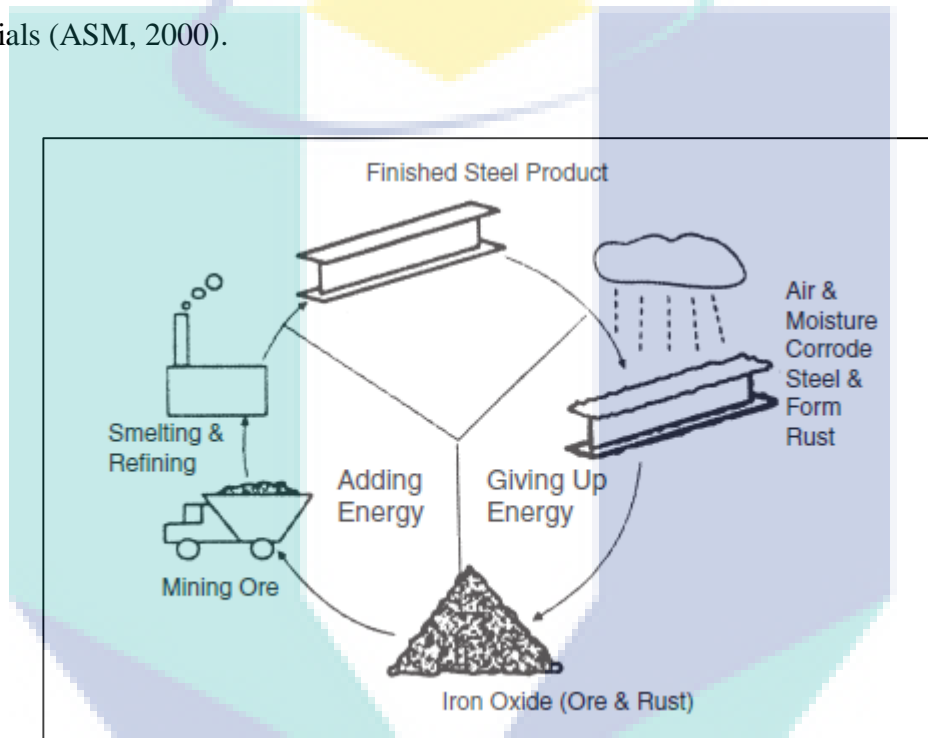 ials (ASM, 2000).
Finished Steel Product
Air &
Moisture
Corrode
Steel &
Form
Rust
Smelting &
Refining
Adding
Energy
Giving Up
Energy
Mining Ore
Iron Oxide (Ore & Rust)